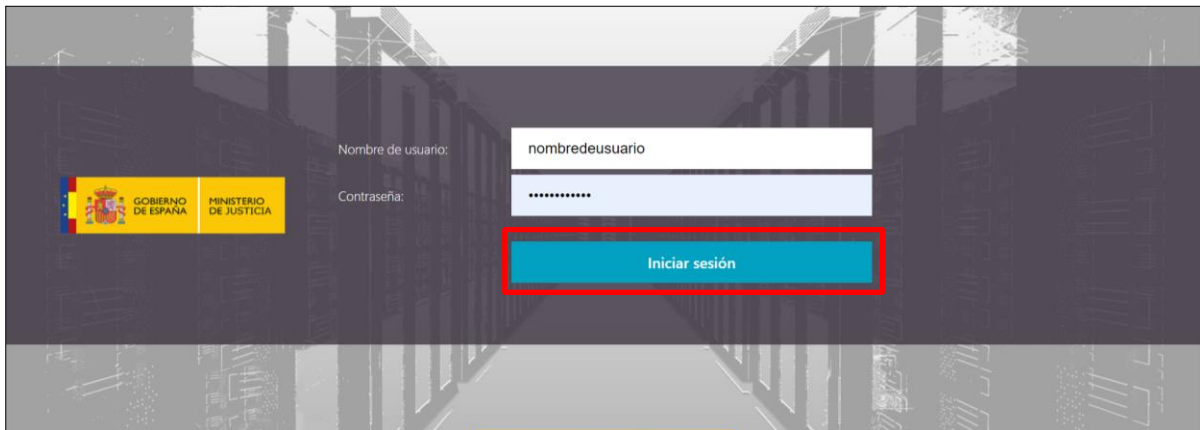 Nombre de usuario:
nombredeusuario
Contraseña:
••••••••••••
GOBIERNO
DE ESPAÑA
MINISTERIO
DE JUSTICIA
Iniciar sesión